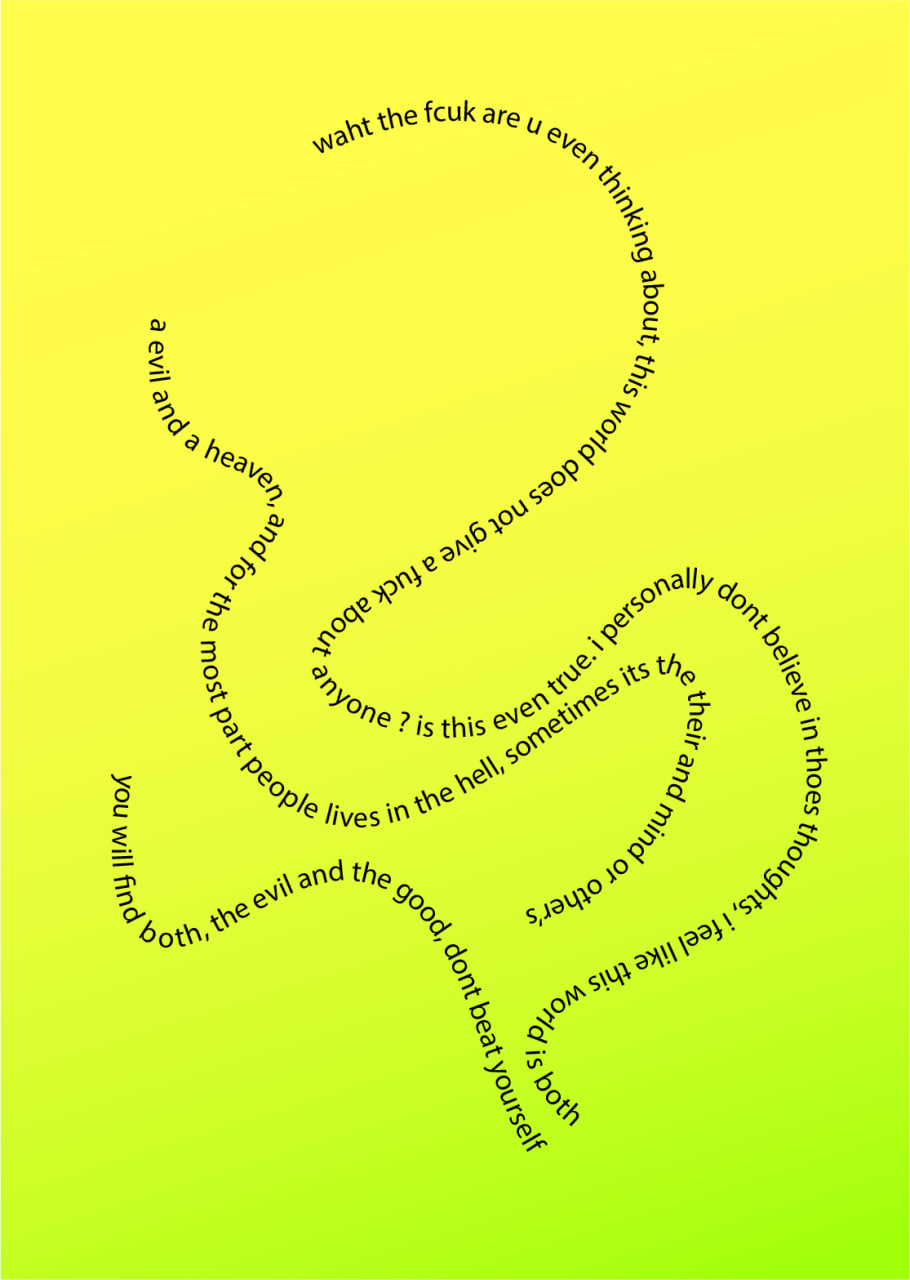 waht the fcuk are u even thinking about, this world does not give a fuck about anyone ? is this even true. i personally dont believe in thoes thoughts, i feel like this world is both
a evil and a heaven, and for the most part people lives in the hell, sometimes its the their and mind or other's
you will find both, the evil and the good, dont beat yourself